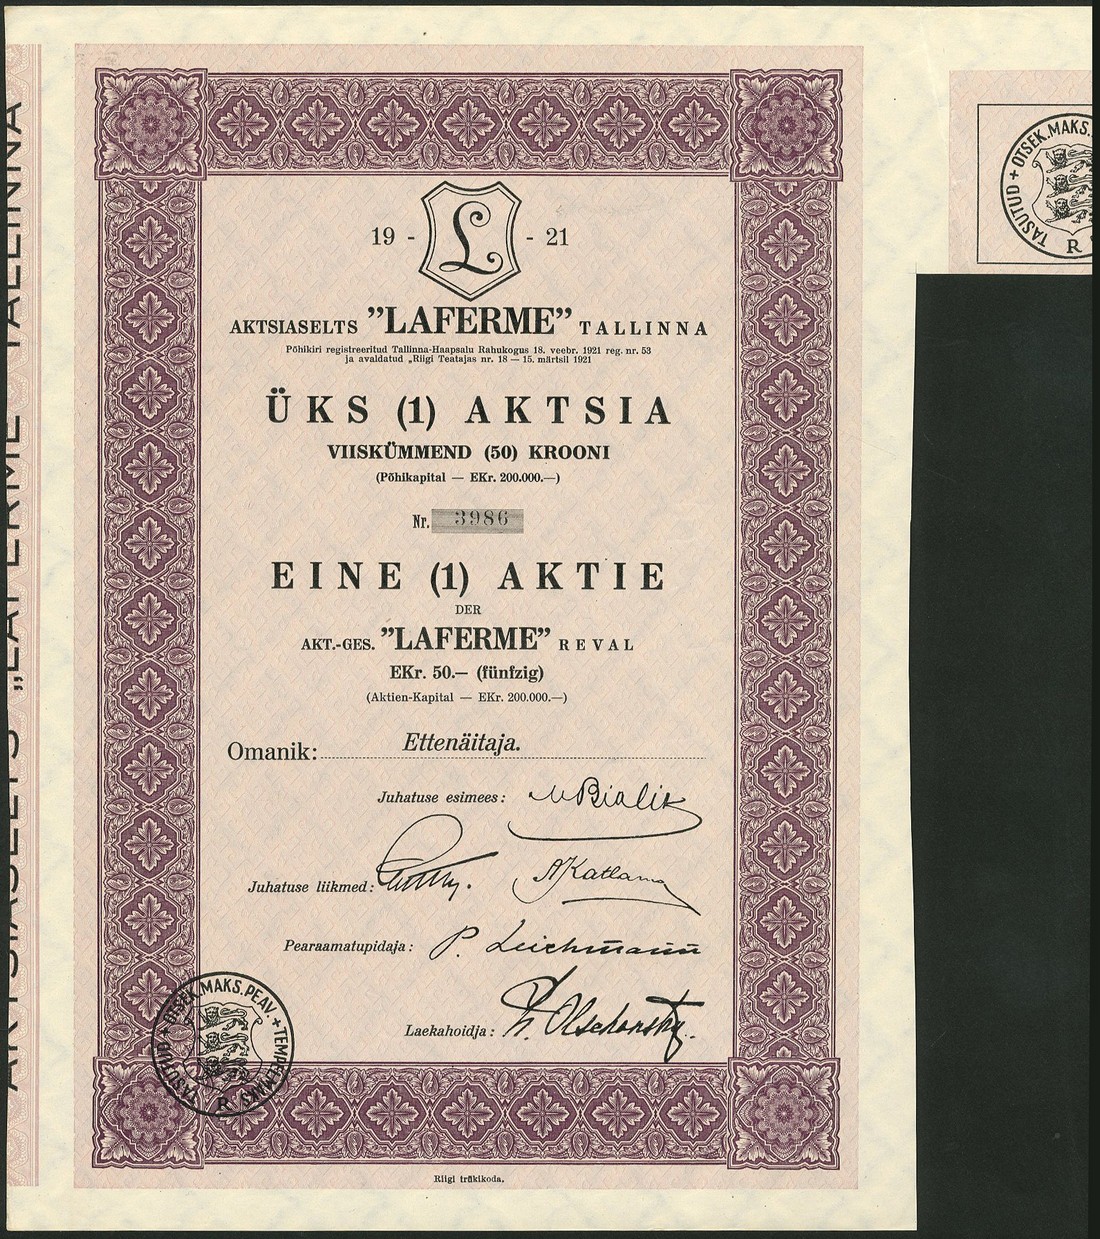 19 - L - 21
AKTSIASELTS "LAFERME" TALLINNA
Põhikiri registreeritud Tallinna-Haapsalu Rahukogus 18. veebr. 1921 reg. nr. 53
ja avaldatud „Riigi Teatajas nr. 18 — 15. märtsil 1921
ÜKS (1) AKTSIA
VIISKÜMMEND (50) KROONI
(Põhikapital — EKr. 200.000.—)
Nr. 3986
EINE (1) AKTIE
DER
AKT.-GES. "LAFERME" REVAL
EKr. 50.— (fünfzig)
(Aktien-Kapital — EKr. 200.000.—)
Omanik: Ettenäitaja.
Juhatuse esimees: Bialik
Juhatuse liikmed:
Pearaamatupidaja: P. Leichmann
Laekahoidja:
TASUTUD + OTSEK.MAKS.PEAV. + TEMPELMAKS
R
Riigi trükikoda.
AKTSIASELTS „LAFERME" TALLINNA
TASUTUD + OTSEK.MAKS.
R